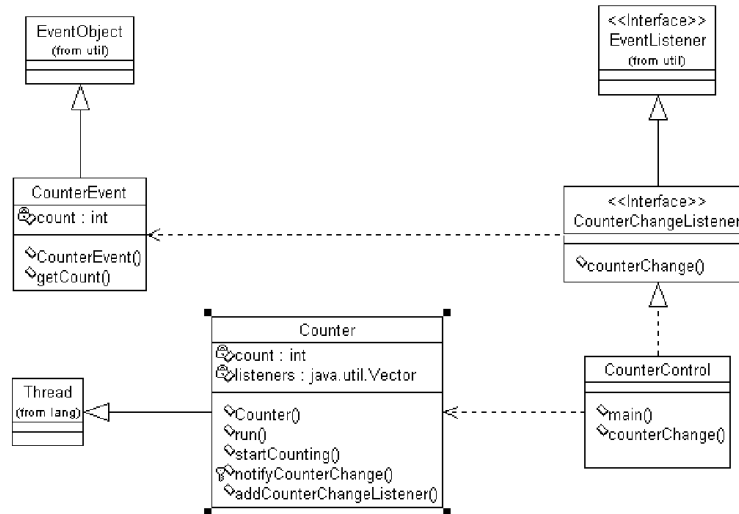 EventObject
(from util)
<<Interface>>
EventListener
(from util)
CounterEvent
count : int
CounterEvent()
getCount()
<<Interface>>
CounterChangeListener
counterChange()
Counter
count : int
listeners : java.util.Vector
Counter()
run()
startCounting()
notifyCounterChange()
addCounterChangeListener()
Thread
(from lang)
CounterControl
main()
counterChange()